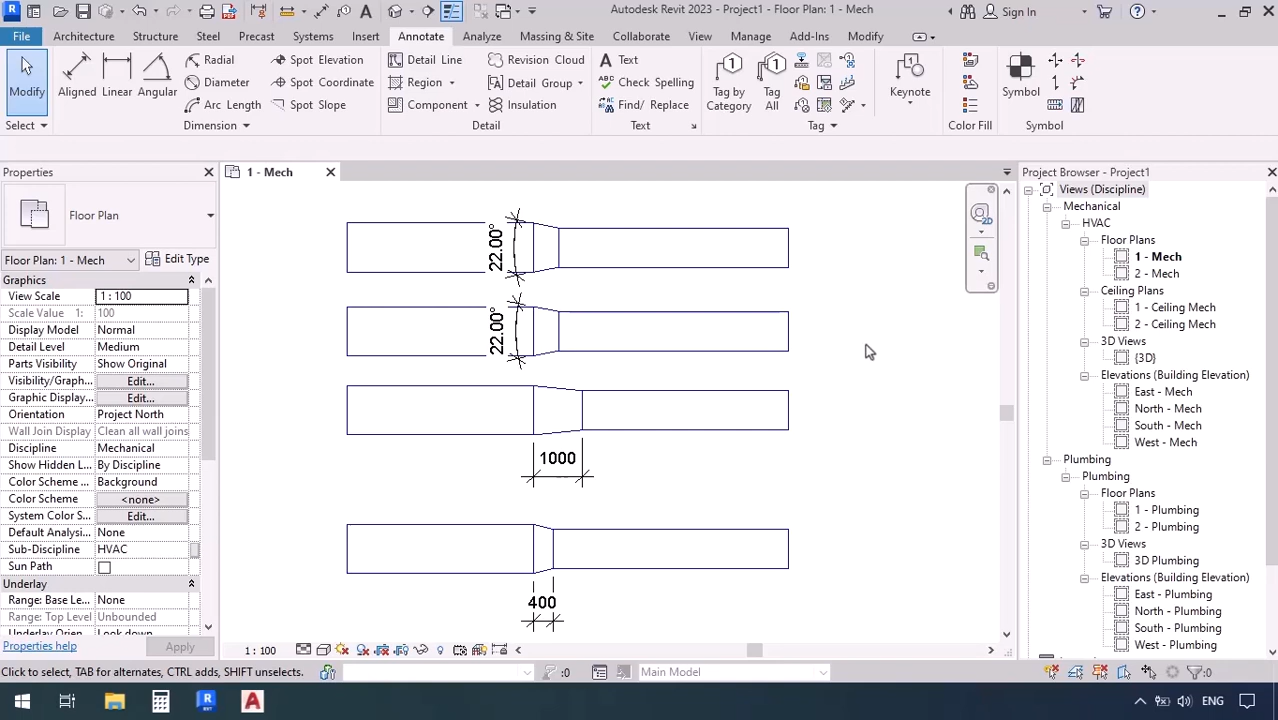 Autodesk Revit 2023 - Project1 - Floor Plan: 1 - Mech
Sign In
File
Architecture
Structure
Steel
Precast
Systems
Insert
Annotate
Analyze
Massing & Site
Collaborate
View
Manage
Add-Ins
Modify
Modify
Select
Aligned
Linear
Angular
Radial
Diameter
Arc Length
Spot Elevation
Spot Coordinate
Spot Slope
Dimension
Detail Line
Region
Component
Revision Cloud
Detail Group
Insulation
Detail
Text
Check Spelling
Find/ Replace
Text
Tag by
Category
Tag
All
Tag
Keynote
Color Fill
Symbol
Symbol
Properties
Floor Plan
Floor Plan: 1 - Mech
Edit Type
Graphics
View Scale 1 : 100
Scale Value 1: 100
Display Model Normal
Detail Level Medium
Parts Visibility Show Original
Visibility/Graph... Edit...
Graphic Display... Edit...
Orientation Project North
Wall Join Display Clean all wall joins
Discipline Mechanical
Show Hidden L... By Discipline
Color Scheme ... Background
Color Scheme <none>
System Color S... Edit...
Default Analysi... None
Sub-Discipline HVAC
Sun Path
Underlay
Range: Base Le... None
Range: Top Level Unbounded
Underlay Orien... Look down
Properties help
Apply
1 - Mech
2D
22.00°
22.00°
1000
400
1 : 100
Project Browser - Project1
Views (Discipline)
Mechanical
HVAC
Floor Plans
1 - Mech
2 - Mech
Ceiling Plans
1 - Ceiling Mech
2 - Ceiling Mech
3D Views
{3D}
Elevations (Building Elevation)
East - Mech
North - Mech
South - Mech
West - Mech
Plumbing
Plumbing
Floor Plans
1 - Plumbing
2 - Plumbing
3D Views
3D Plumbing
Elevations (Building Elevation)
East - Plumbing
North - Plumbing
South - Plumbing
West - Plumbing
Click to select, TAB for alternates, CTRL adds, SHIFT unselects.
:0
Main Model
:0
ENG